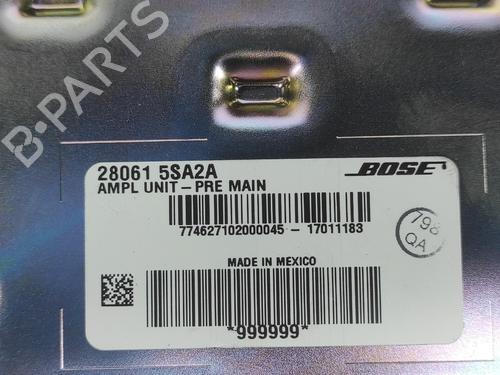 B-PARTS
28061 5SA2A
BOSE
AMPL UNIT-PRE MAIN
774627102000045 - 17011183
798
QA
MADE IN MEXICO
*999999*